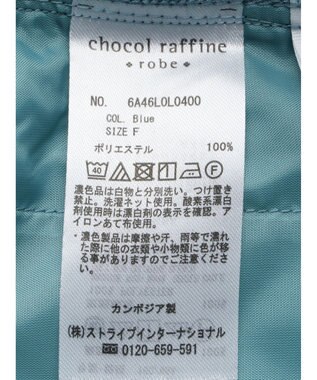 chocol raffine
robe
NO. 6A46L0L0400
COL. Blue
SIZE F
ポリエステル 100%
40
濃色品は白物と分別洗い。つけ置き
禁止。洗濯ネット使用。酸素系漂白
剤使用時は漂白剤の表示を確認。ア
イロンあて布使用。
・濃色製品は摩擦や汗、雨等で濡れ
た際に他の衣類や小物類に色が移
る事がありますのでご注意くださ
い。
カンボジア製
(株)ストライプインターナショナル
☎ 0120-659-591